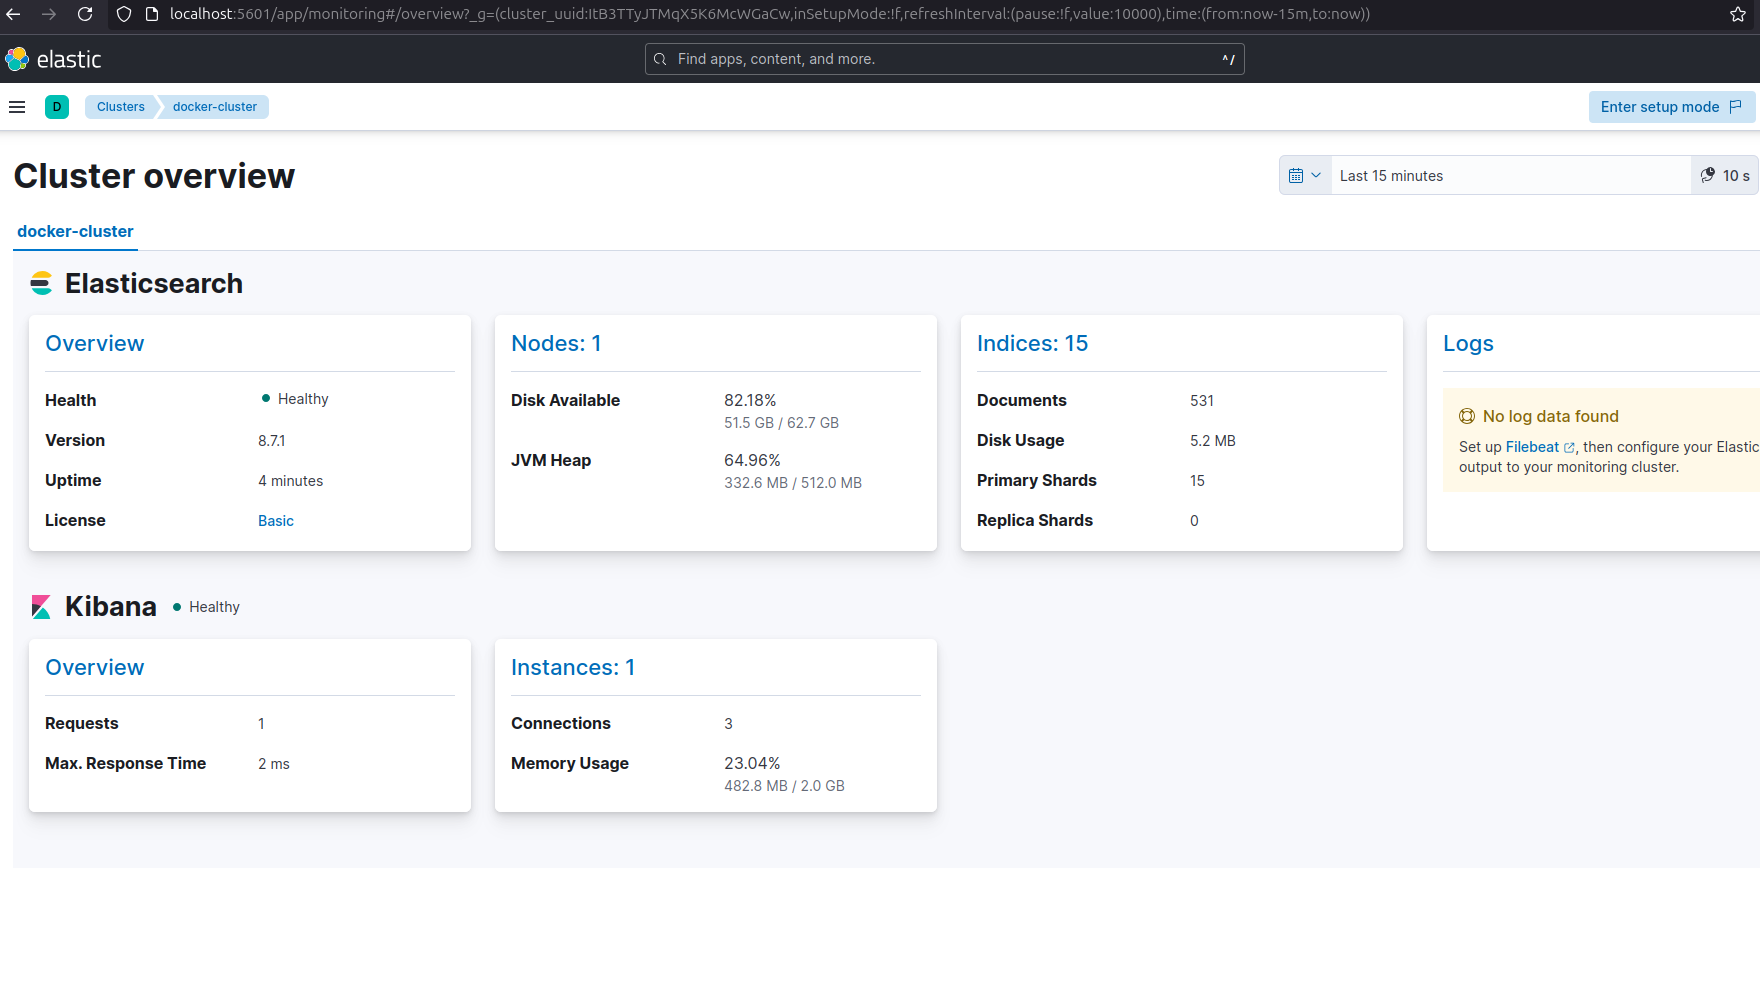 localhost:5601/app/monitoring#/overview?_g=(cluster_uuid:ItB3TTyJTMqX5K6McWGaCw,inSetupMode:!f,refreshInterval:(pause:!f,value:10000),time:(from:now-15m,to:now))
elastic
Find apps, content, and more.
^/
D
Clusters
docker-cluster
Enter setup mode
Cluster overview
Last 15 minutes
10 s
docker-cluster
Elasticsearch
Overview
Health
Healthy
Version
8.7.1
Uptime
4 minutes
License
Basic
Nodes: 1
Disk Available
82.18%
51.5 GB / 62.7 GB
JVM Heap
64.96%
332.6 MB / 512.0 MB
Indices: 15
Documents
531
Disk Usage
5.2 MB
Primary Shards
15
Replica Shards
0
Logs
No log data found
Set up Filebeat, then configure your Elastic
output to your monitoring cluster.
Kibana
Healthy
Overview
Requests
1
Max. Response Time
2 ms
Instances: 1
Connections
3
Memory Usage
23.04%
482.8 MB / 2.0 GB